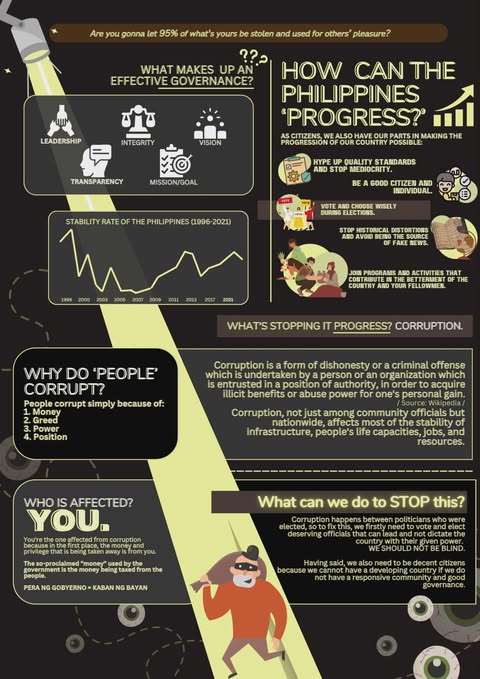 Are you gonna let 95% of what's yours be stolen and used for others' pleasure?
???
WHAT MAKES UP AN
EFFECTIVE GOVERNANCE?
LEADERSHIP
INTEGRITY
VISION
TRANSPARENCY
MISSION/GOAL
STABILITY RATE OF THE PHILIPPINES (1996-2021)
1996 2000 2003 2005 2007 2009 2011 2013 2017 2021
HOW CAN THE
PHILIPPINES
'PROGRESS?'
AS CITIZENS, WE ALSO HAVE OUR PARTS IN MAKING THE
PROGRESSION OF OUR COUNTRY POSSIBLE:
HYPE UP QUALITY STANDARDS
AND STOP MEDIOCRITY.
BE A GOOD CITIZEN AND
INDIVIDUAL.
VOTE
VOTE AND CHOOSE WISELY
DURING ELECTIONS.
STOP HISTORICAL DISTORTIONS
AND AVOID BEING THE SOURCE
OF FAKE NEWS.
JOIN PROGRAMS AND ACTIVITIES THAT
CONTRIBUTE IN THE BETTERMENT OF THE
COUNTRY AND YOUR FELLOWMEN.
WHAT'S STOPPING IT PROGRESS? CORRUPTION.
WHY DO 'PEOPLE'
CORRUPT?
People corrupt simply because of:
1. Money
2. Greed
3. Power
4. Position
Corruption is a form of dishonesty or a criminal offense
which is undertaken by a person or an organization which
is entrusted in a position of authority, in order to acquire
illicit benefits or abuse power for one's personal gain.
/ Source: Wikipedia /
Corruption, not just among community officials but
nationwide, affects most of the stability of
infrastructure, people's life capacities, jobs, and
resources.
WHO IS AFFECTED?
YOU.
You're the one affected from corruption
because in the first place, the money and
privilege that is being taken away is from you.
The so-proclaimed "money" used by the
government is the money being taxed from the
people.
PERA NG GOBYERNO = KABAN NG BAYAN
What can we do to STOP this?
Corruption happens between politicians who were
elected, so to fix this, we firstly need to vote and elect
deserving officials that can lead and not dictate the
country with their given power.
WE SHOULD NOT BE BLIND.
Having said, we also need to be decent citizens
because we cannot have a developing country if we do
not have a responsive community and good
governance.